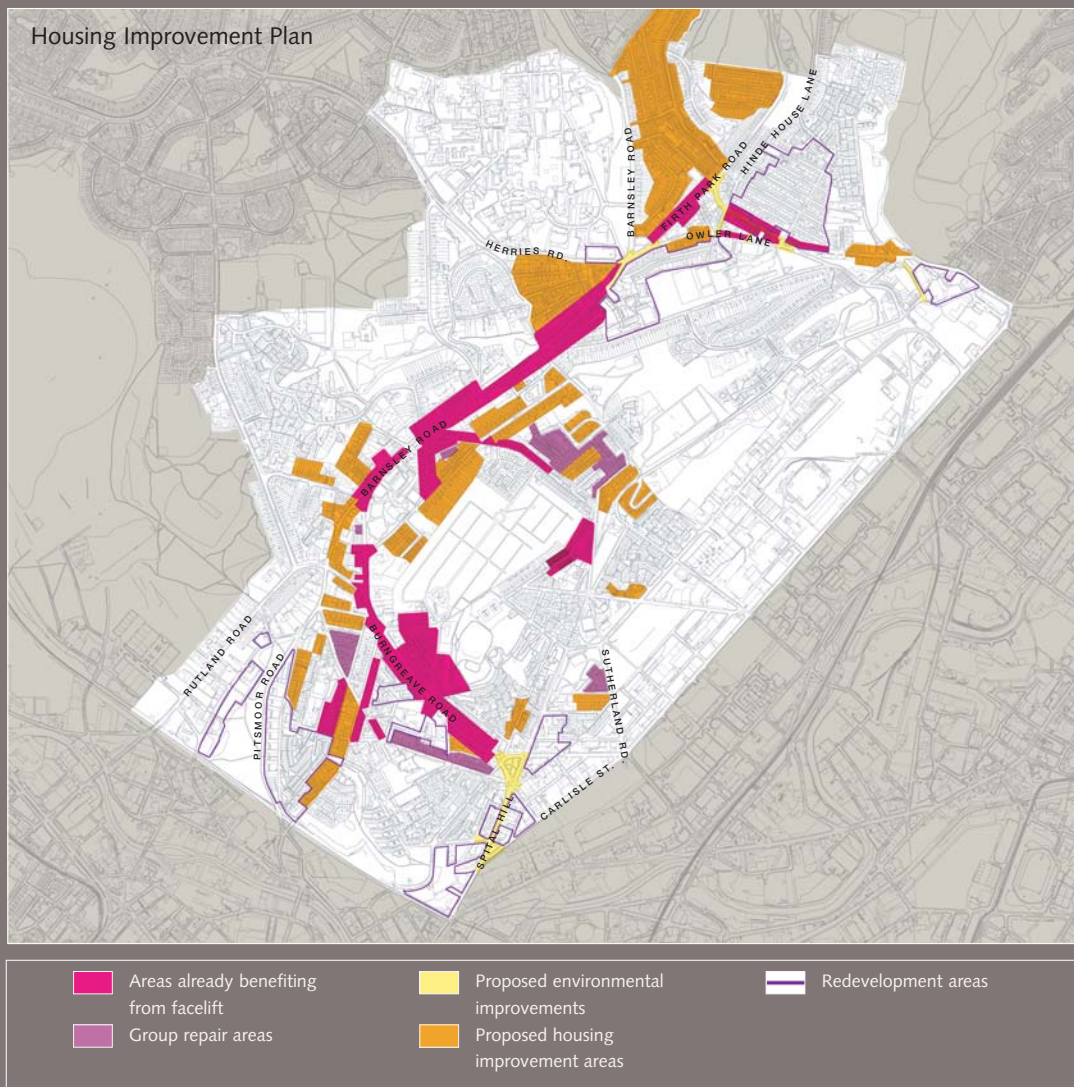 Housing Improvement Plan
HINDE HOUSE LANE
BARNSLEY ROAD
FIRTH PARK ROAD
OWLER LANE
HERRIES RD.
BARNSLEY ROAD
RUTLAND ROAD
PITSMOOR ROAD
BURNGREAVE ROAD
SUTHERLAND RD.
CARLISLE ST.
SPITAL HILL
Areas already benefiting
from facelift
Group repair areas
Proposed environmental
improvements
Proposed housing
improvement areas
Redevelopment areas